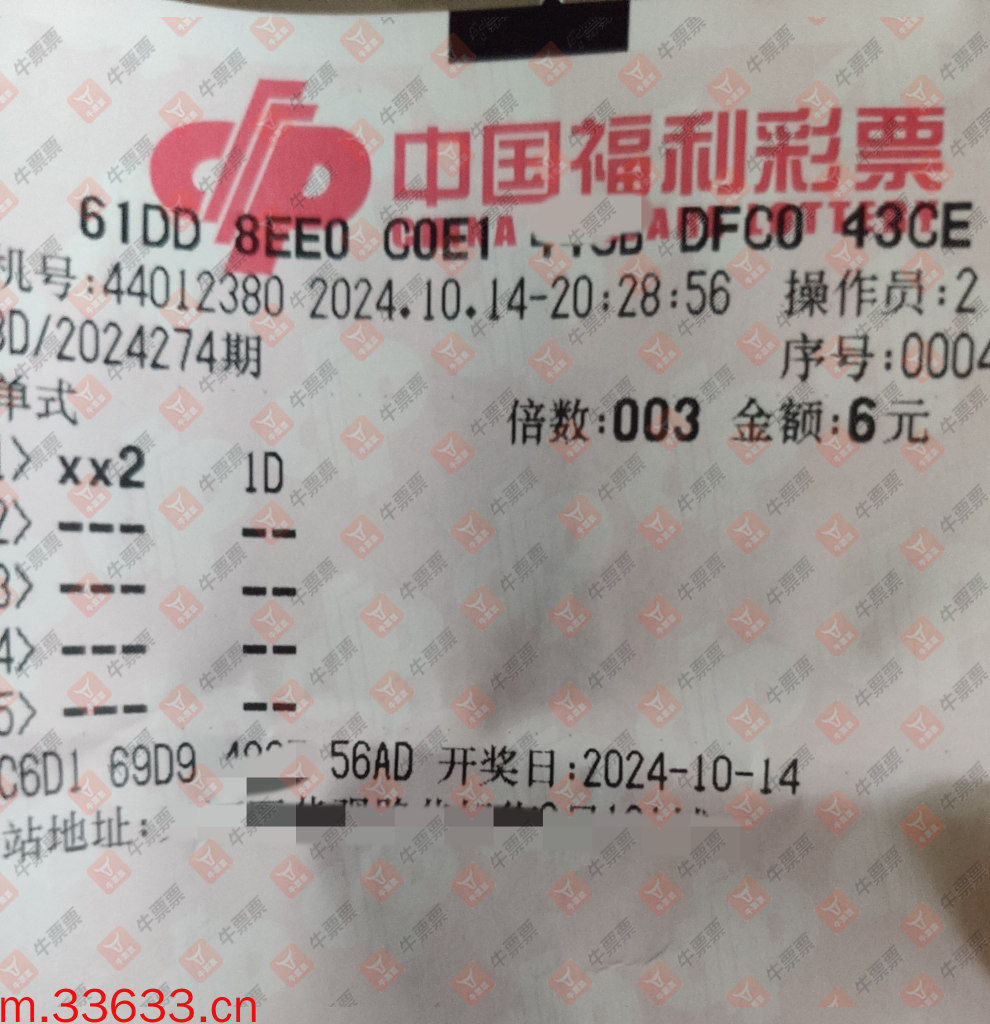 中国福利彩票
61DD 8EE0 C0E1 DFC0 43CE
机号:44012380 2024.10.14-20:28:56 操作员:2
3D/2024274期 序号:0004
单式
倍数:003 金额:6元
1> xx2 1D
2> --- --
3> --- --
4> --- --
5> --- --
C6D1 69D9 56AD 开奖日:2024-10-14
站地址:
牛票票
m.33633.cn